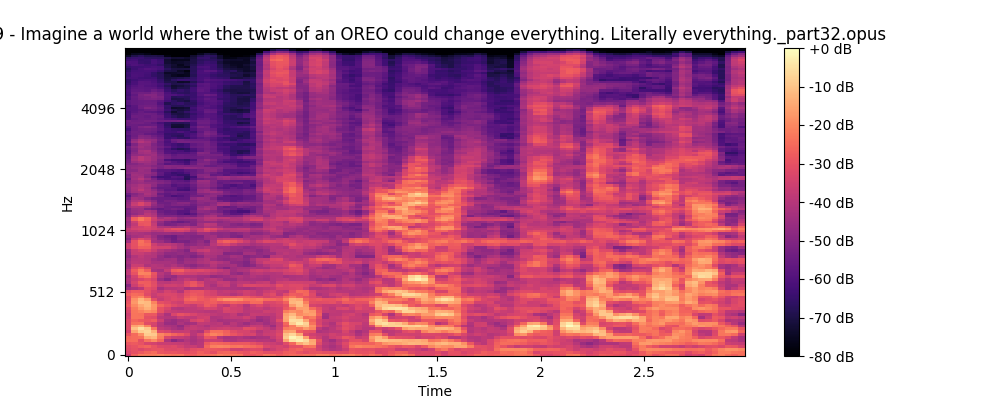 9 - Imagine a world where the twist of an OREO could change everything. Literally everything._part32.opus
+0 dB
4096
-10 dB
-20 dB
2048
-30 dB
Hz
-40 dB
1024
-50 dB
512
-60 dB
-70 dB
0
-80 dB
0 0.5 1 1.5 2 2.5
Time